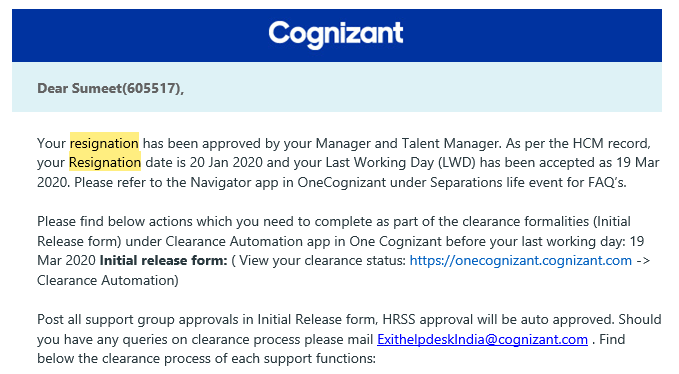 Cognizant
Dear Sumeet(605517),
Your resignation has been approved by your Manager and Talent Manager. As per the HCM record,
your Resignation date is 20 Jan 2020 and your Last Working Day (LWD) has been accepted as 19 Mar
2020. Please refer to the Navigator app in OneCognizant under Separations life event for FAQ's.
Please find below actions which you need to complete as part of the clearance formalities (Initial
Release form) under Clearance Automation app in One Cognizant before your last working day: 19
Mar 2020 Initial release form: ( View your clearance status: https://onecognizant.cognizant.com ->
Clearance Automation)
Post all support group approvals in Initial Release form, HRSS approval will be auto approved. Should
you have any queries on clearance process please mail ExithelpdeskIndia@cognizant.com . Find
below the clearance process of each support functions: